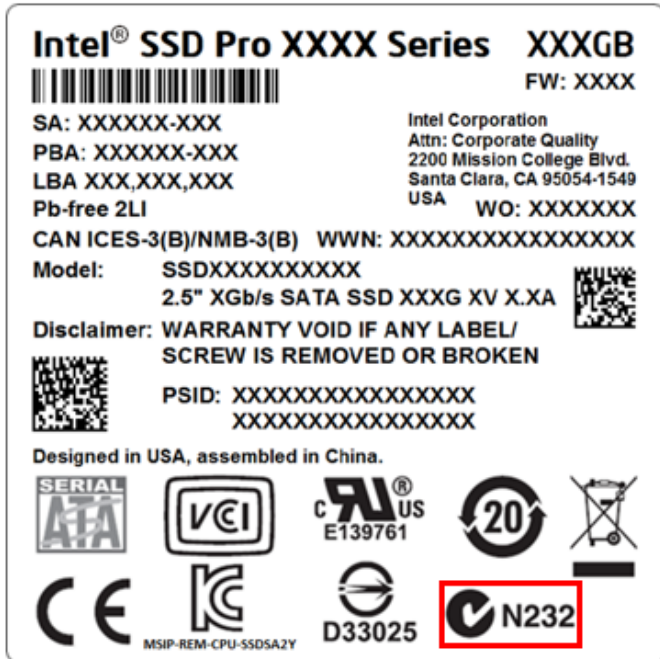 Intel® SSD Pro XXXX Series XXXGB
FW: XXXX
SA: XXXXXX-XXX
PBA: XXXXXX-XXX
LBA XXX,XXX,XXX
Pb-free 2LI
Intel Corporation
Attn: Corporate Quality
2200 Mission College Blvd.
Santa Clara, CA 95054-1549
USA
WO: XXXXXXX
CAN ICES-3(B)/NMB-3(B) WWN: XXXXXXXXXXXXXXXX
Model: SSDXXXXXXXXXX
2.5" XGb/s SATA SSD XXXG XV X.XA
Disclaimer: WARRANTY VOID IF ANY LABEL/
SCREW IS REMOVED OR BROKEN
PSID: XXXXXXXXXXXXXXXX
XXXXXXXXXXXXXXXX
Designed in USA, assembled in China.
SERIAL
ATA
VCI
C RU® US
E139761
20
CE
KC
MSIP-REM-CPU-SSDSA2Y
D33025
N232